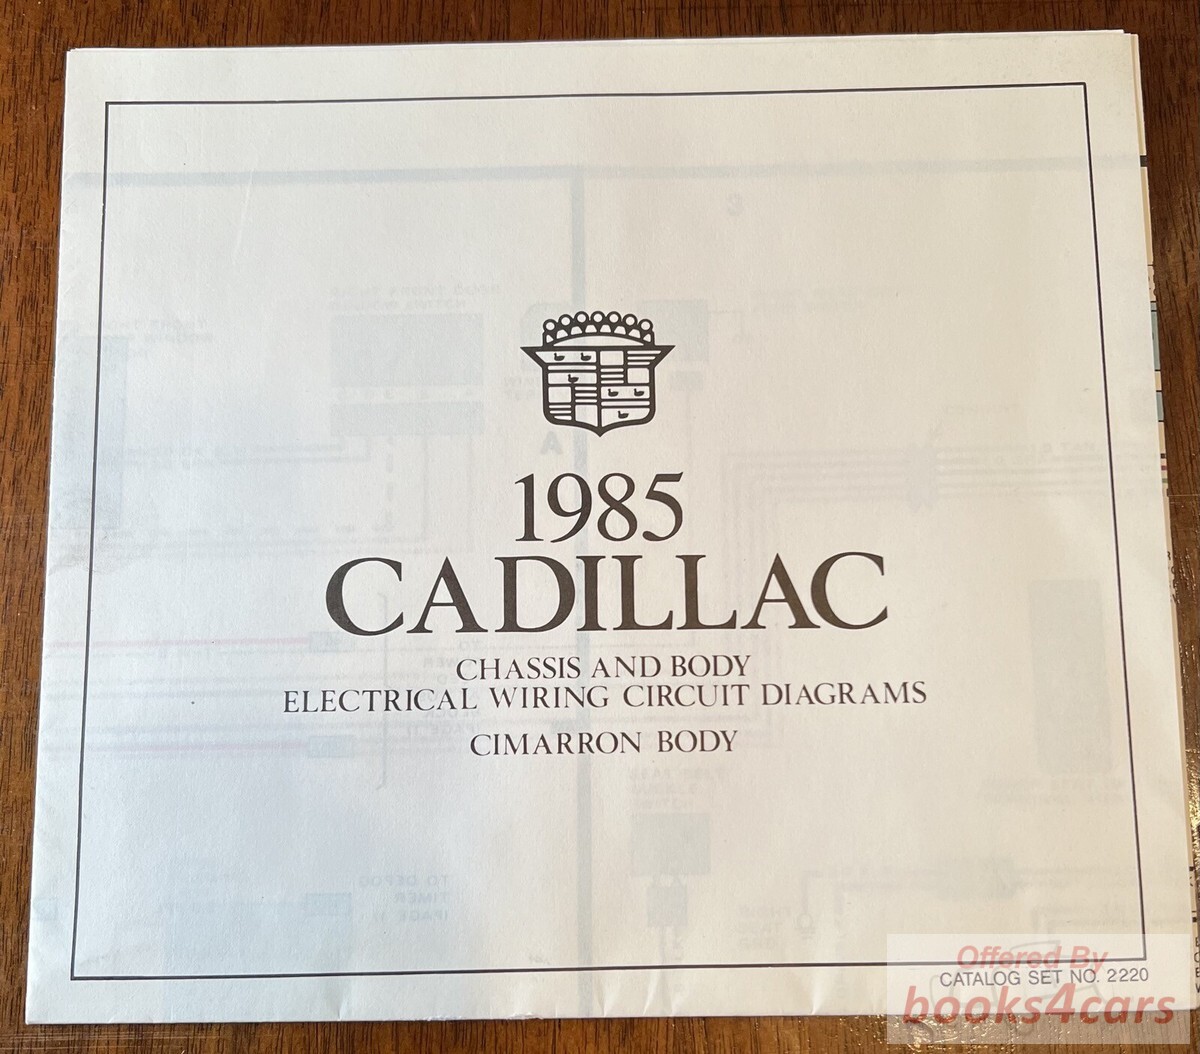 1985
CADILLAC
CHASSIS AND BODY
ELECTRICAL WIRING CIRCUIT DIAGRAMS
CIMARRON BODY
Offered By
CATALOG SET NO. 2220
books4cars